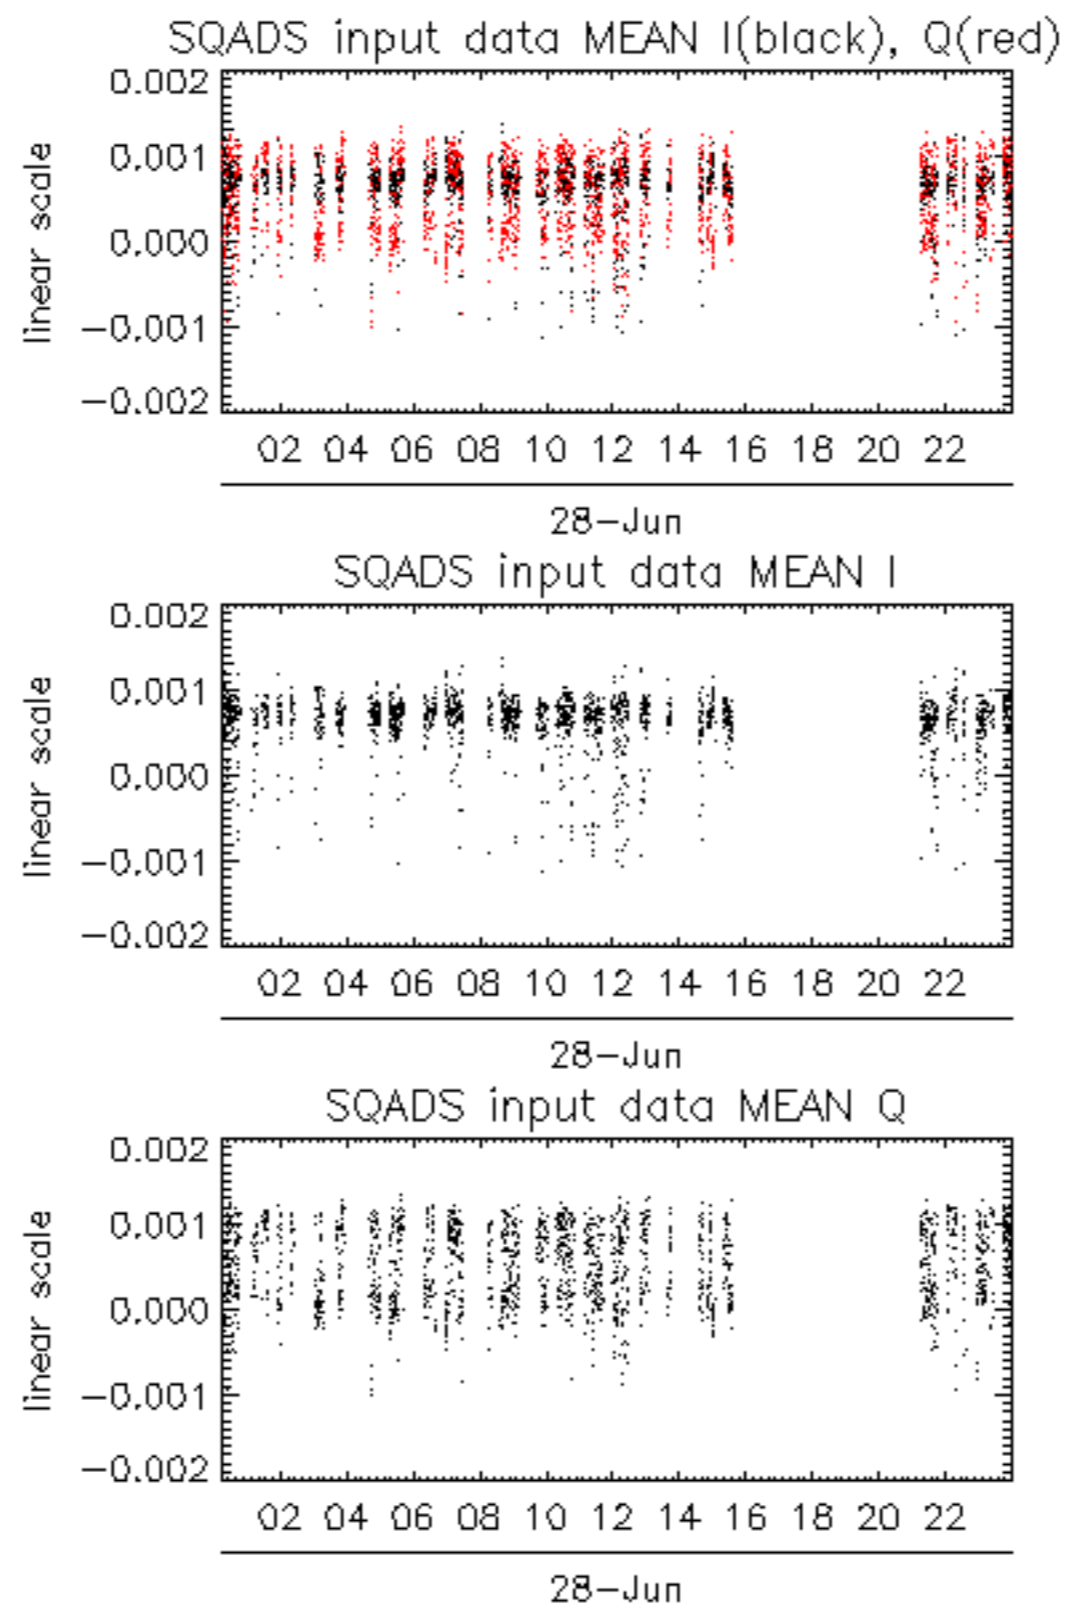 SQADS input data MEAN I(black), Q(red)
0.002
0.001
0.000
−0.001
−0.002
linear scale
02 04 06 08 10 12 14 16 18 20 22
28−Jun
SQADS input data MEAN I
0.002
0.001
0.000
−0.001
−0.002
linear scale
02 04 06 08 10 12 14 16 18 20 22
28−Jun
SQADS input data MEAN Q
0.002
0.001
0.000
−0.001
−0.002
linear scale
02 04 06 08 10 12 14 16 18 20 22
28−Jun